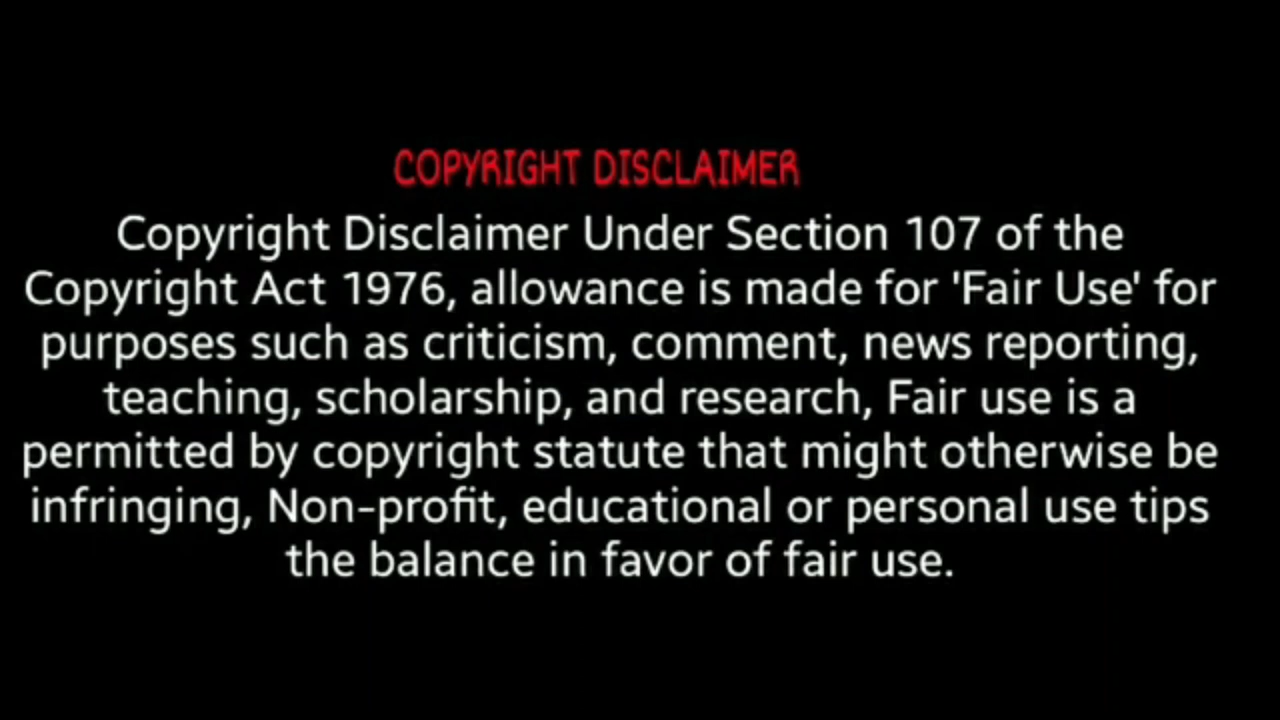 COPYRIGHT DISCLAIMER
Copyright Disclaimer Under Section 107 of the
Copyright Act 1976, allowance is made for 'Fair Use' for
purposes such as criticism, comment, news reporting,
teaching, scholarship, and research, Fair use is a
permitted by copyright statute that might otherwise be
infringing, Non-profit, educational or personal use tips
the balance in favor of fair use.